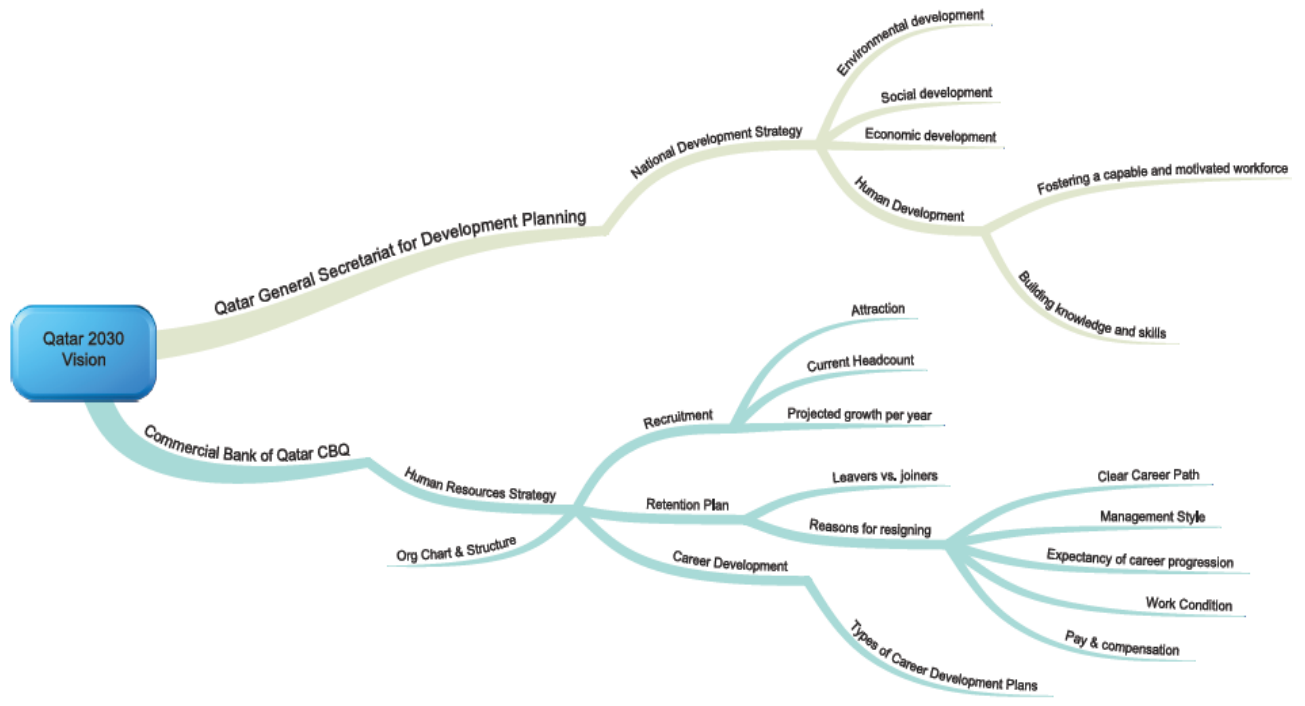 Qatar 2030
Vision
Qatar General Secretariat for Development Planning
National Development Strategy
Environmental development
Social development
Economic development
Human Development
Fostering a capable and motivated workforce
Building knowledge and skills
Commercial Bank of Qatar CBQ
Human Resources Strategy
Recruitment
Attraction
Current Headcount
Projected growth per year
Retention Plan
Leavers vs. joiners
Reasons for resigning
Clear Career Path
Management Style
Expectancy of career progression
Work Condition
Pay & compensation
Career Development
Types of Career Development Plans
Org Chart & Structure